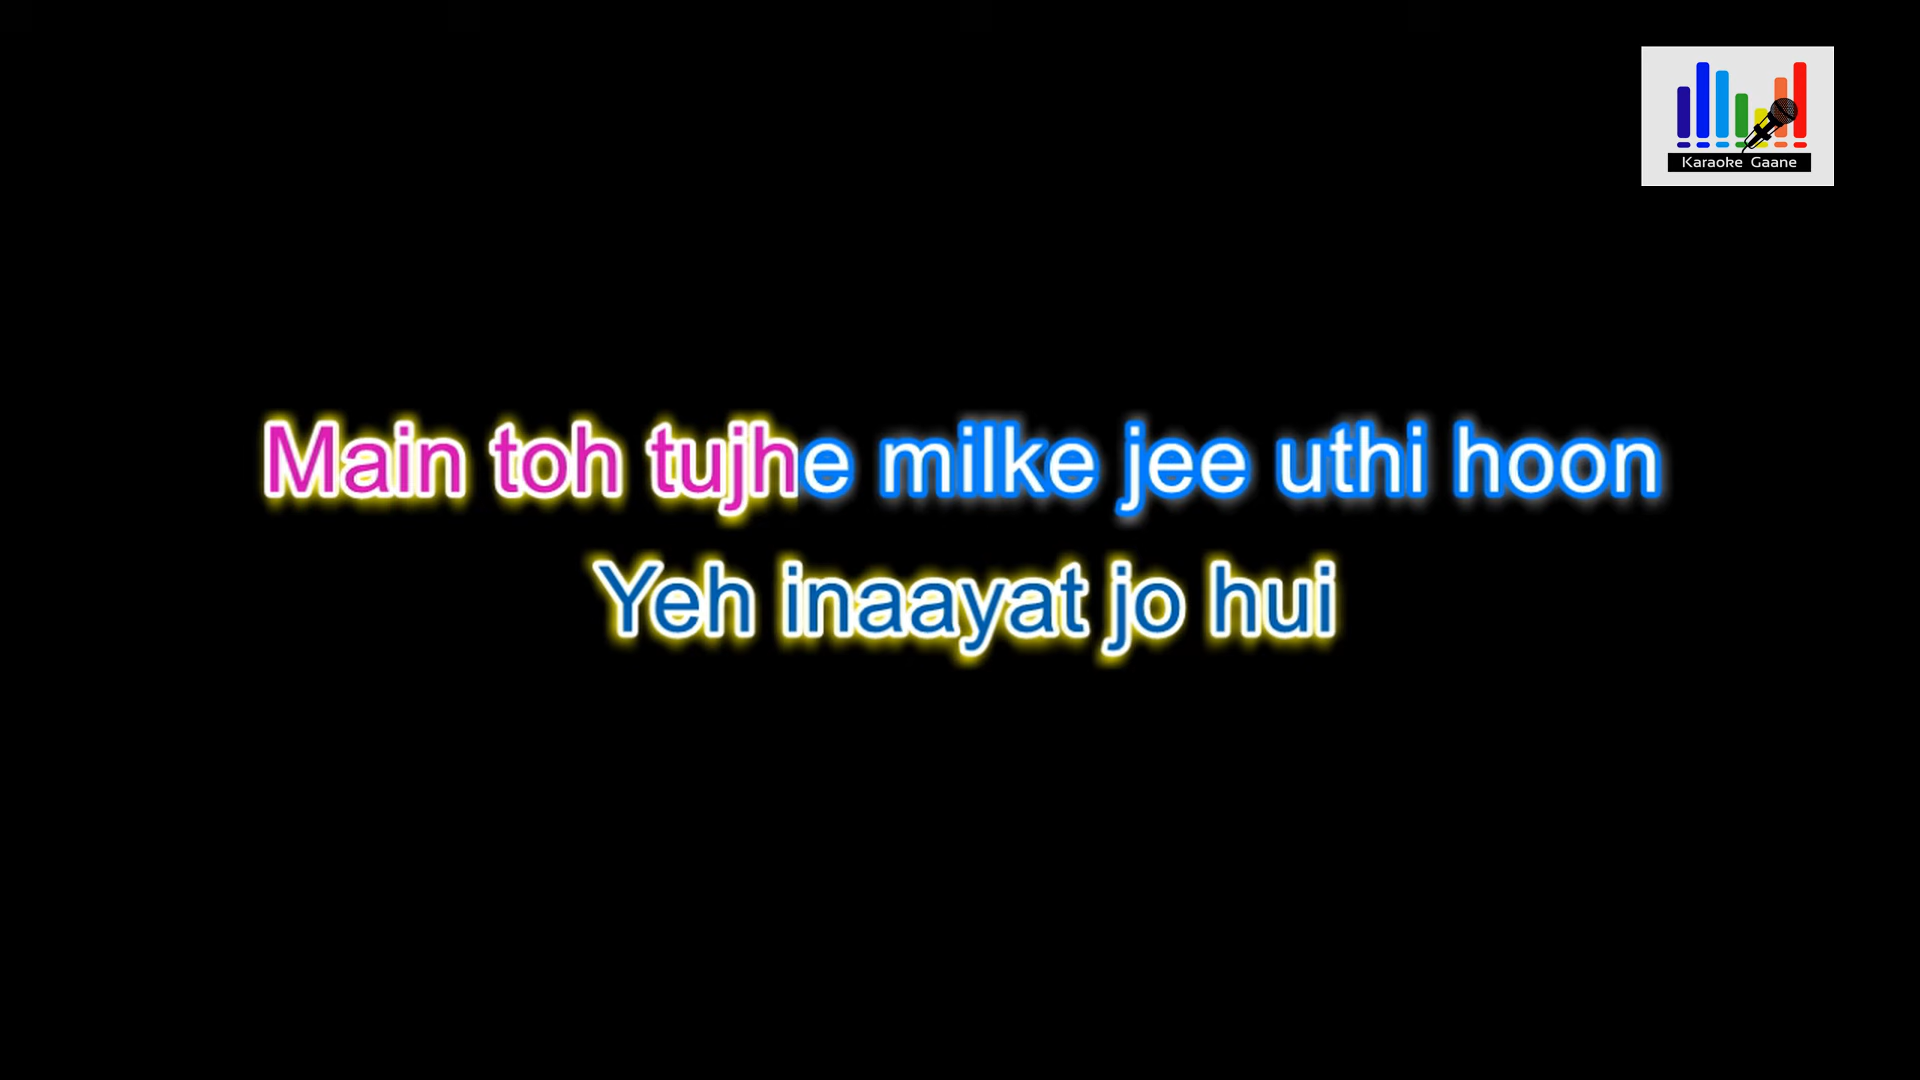 Karaoke Gaane
Main toh tujhe milke jee uthi hoon
Yeh inaayat jo hui